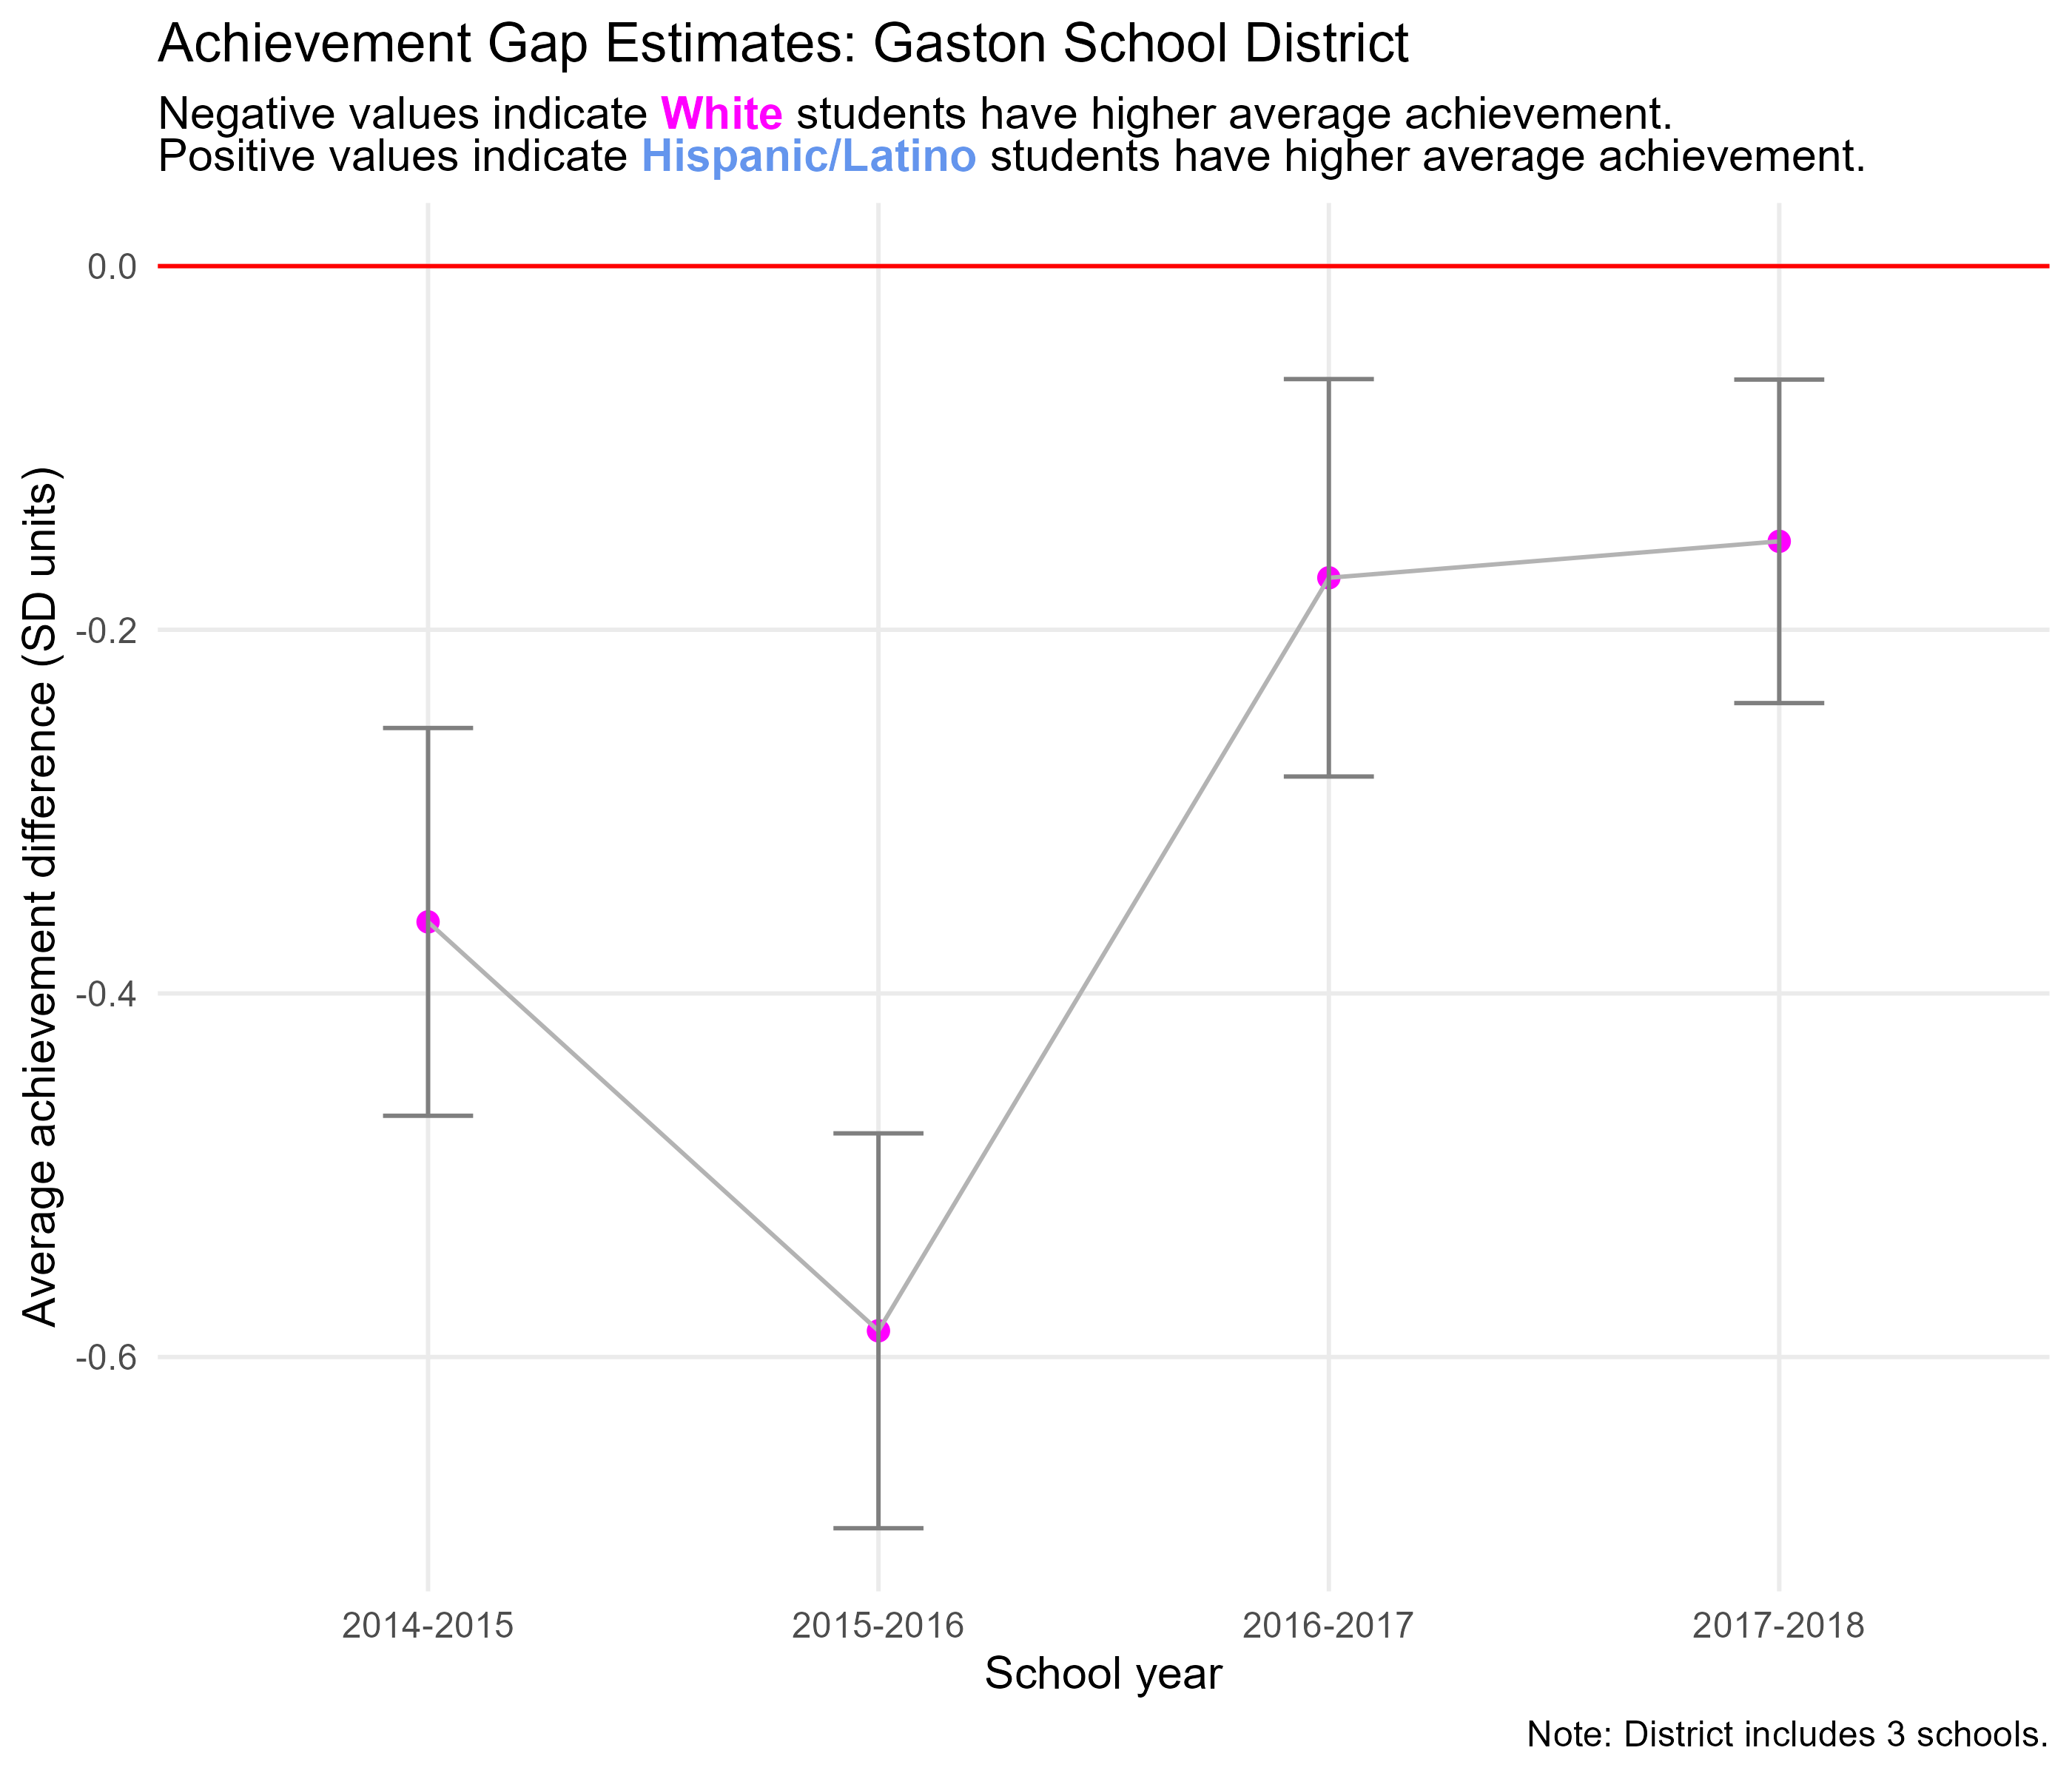 Achievement Gap Estimates: Gaston School District
Negative values indicate White students have higher average achievement.
Positive values indicate Hispanic/Latino students have higher average achievement.
Average achievement difference (SD units)
0.0
-0.2
-0.4
-0.6
2014-2015
2015-2016
2016-2017
2017-2018
School year
Note: District includes 3 schools.